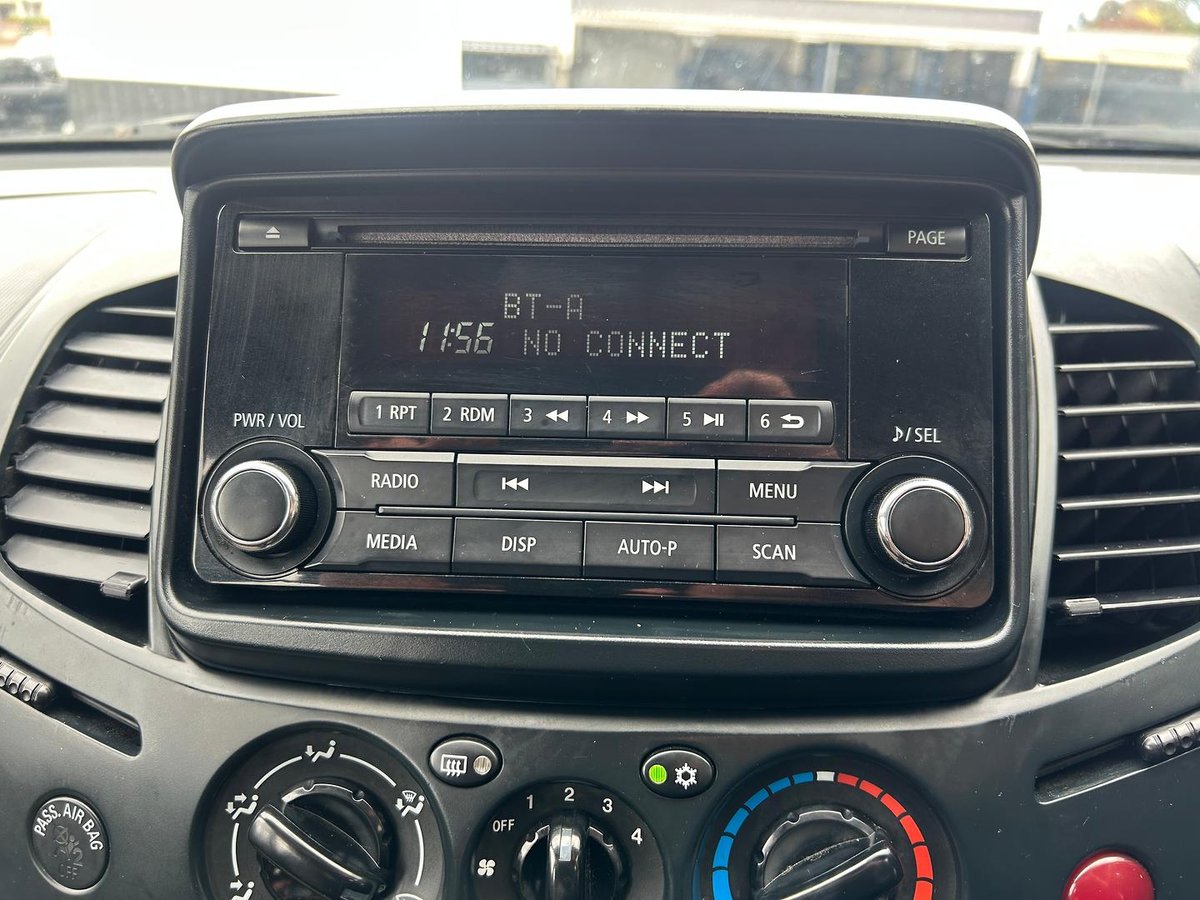 PAGE
BT-A
11:56 NO CONNECT
1 RPT 2 RDM 3 4 5 6
PWR / VOL
/ SEL
RADIO MENU
MEDIA DISP AUTO-P SCAN
OFF 1 2 3 4
PASS. AIR BAG
OFF